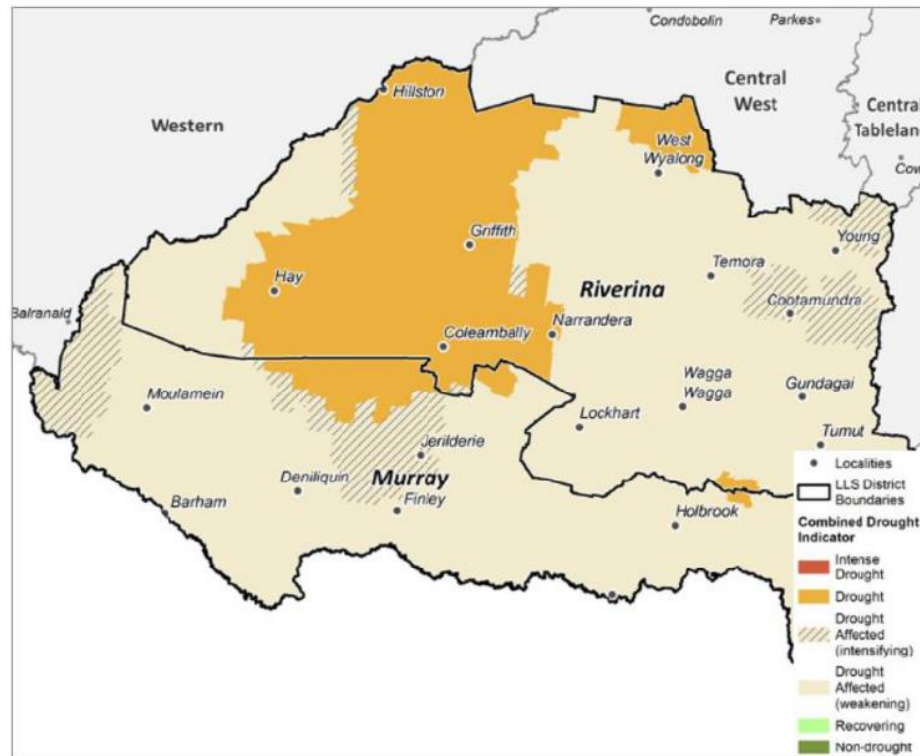 Condobolin
Parkes
Central
West
Western
Hillston
Central
Tableland
Cow
West
Wyalong
Griffith
Young
Temora
Hay
Riverina
Cootamundra
Balranald
Narrandera
Coleambally
Wagga
Wagga
Gundagai
Moulamein
Lockhart
Tumut
Jerilderie
Deniliquin
Murray
Finley
Barham
Holbrook
Localities
LLS District
Boundaries
Combined Drought
Indicator
Intense
Drought
Drought
Drought
Affected
(intensifying)
Drought
Affected
(weakening)
Recovering
Non-drought